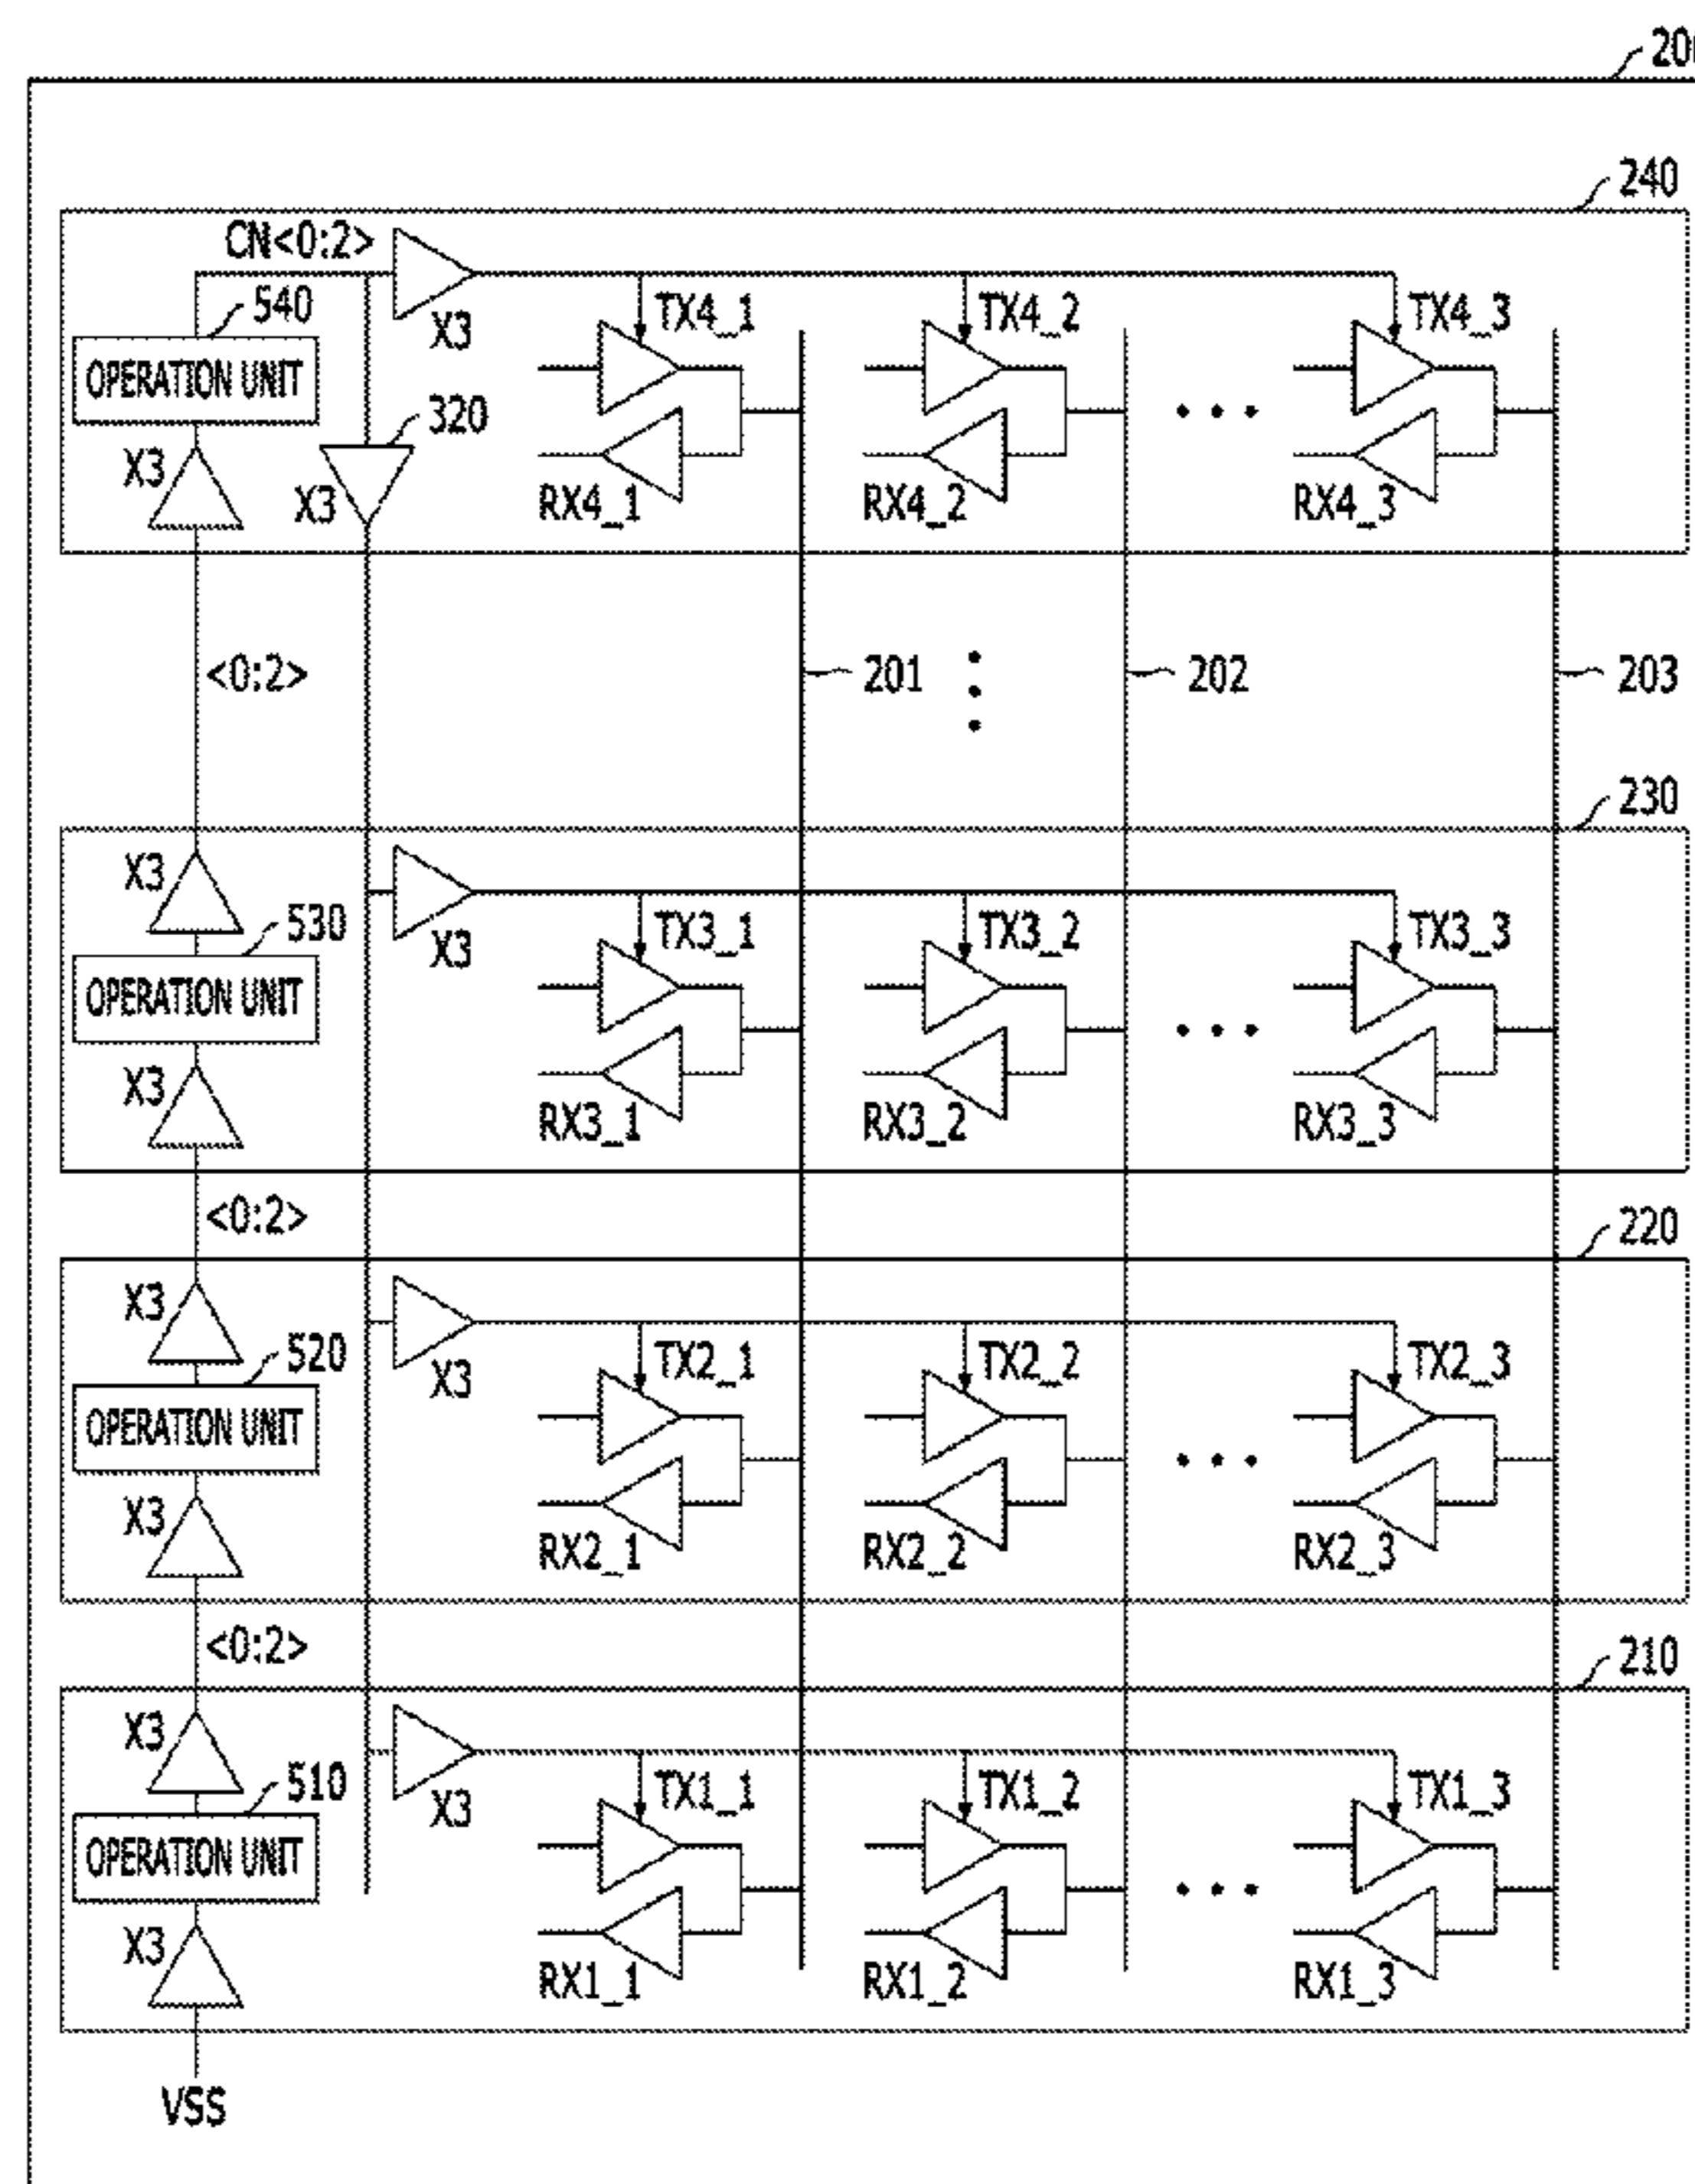 240
CN<0:2>
540
X3
TX4_1
TX4_2
TX4_3
OPERATION UNIT
320
X3
X3
RX4_1
RX4_2
RX4_3
<0:2>
201
202
203
230
X3
530
X3
TX3_1
TX3_2
TX3_3
OPERATION UNIT
X3
RX3_1
RX3_2
RX3_3
<0:2>
220
X3
520
X3
TX2_1
TX2_2
TX2_3
OPERATION UNIT
X3
RX2_1
RX2_2
RX2_3
<0:2>
210
X3
510
X3
TX1_1
TX1_2
TX1_3
OPERATION UNIT
X3
RX1_1
RX1_2
RX1_3
VSS